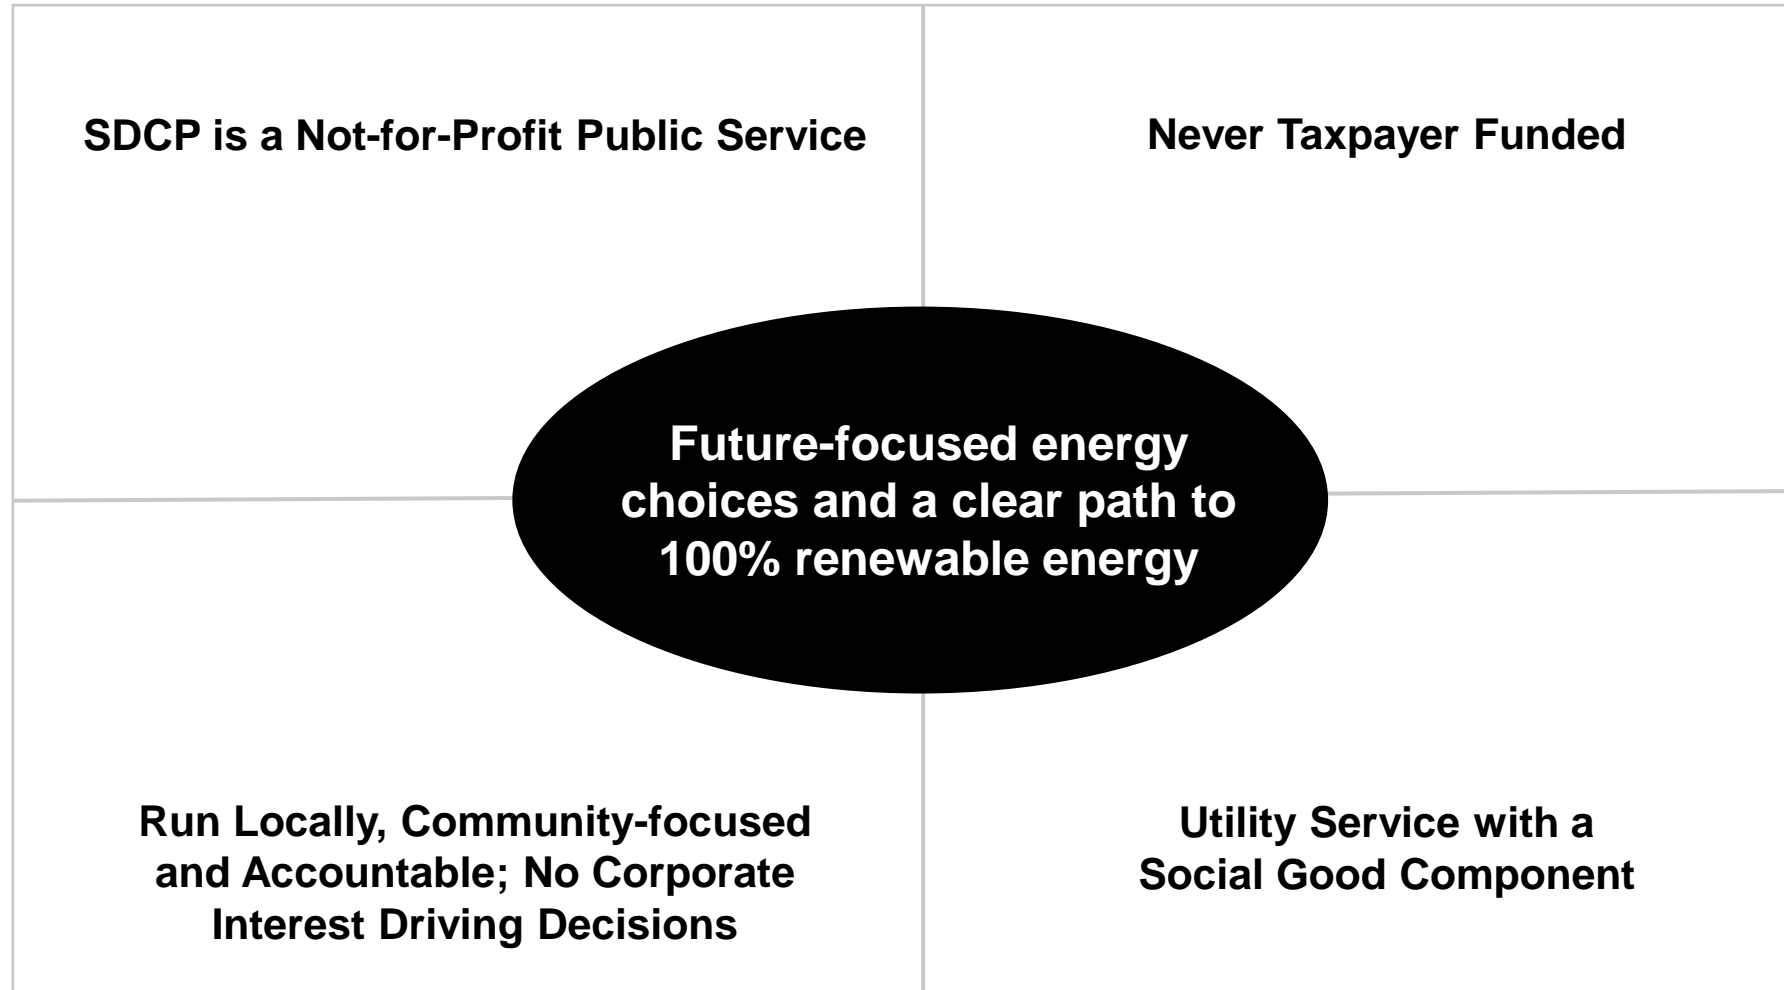 SDCP is a Not-for-Profit Public Service
Never Taxpayer Funded
Future-focused energy
choices and a clear path to
100% renewable energy
Run Locally, Community-focused
and Accountable; No Corporate
Interest Driving Decisions
Utility Service with a
Social Good Component